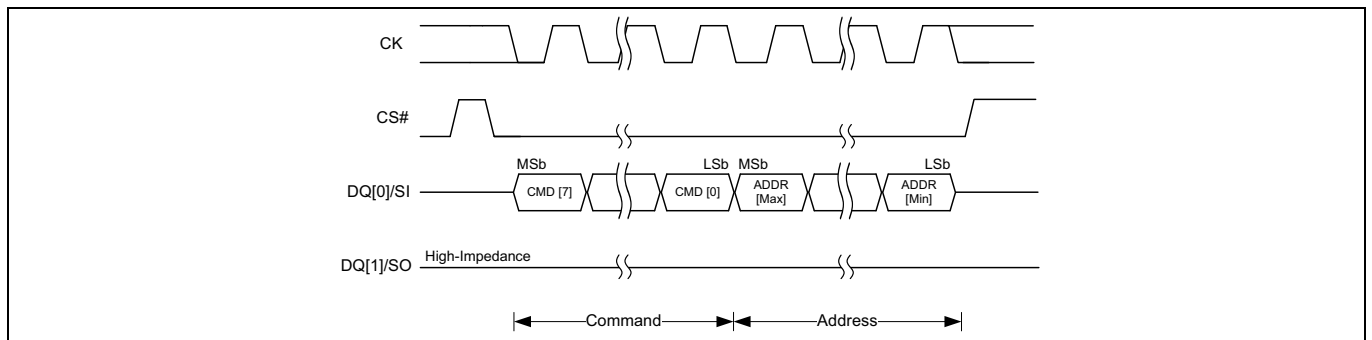 CK
CS#
MSb LSb MSb LSb
DQ[0]/SI CMD [7] CMD [0] ADDR [Max] ADDR [Min]
High-Impedance
DQ[1]/SO
Command Address